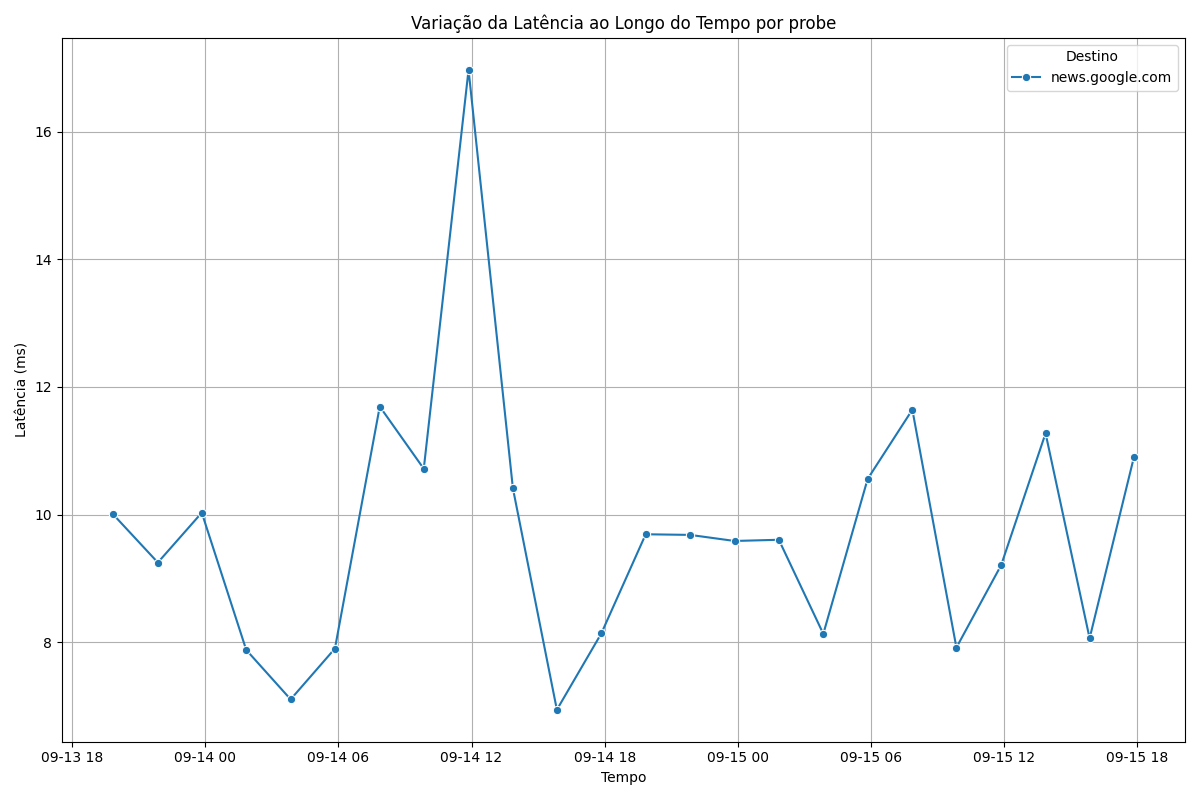 Variação da Latência ao Longo do Tempo por probe
Destino
news.google.com
Latência (ms)
16
14
12
10
8
09-13 18
09-14 00
09-14 06
09-14 12
09-14 18
09-15 00
09-15 06
09-15 12
09-15 18
Tempo